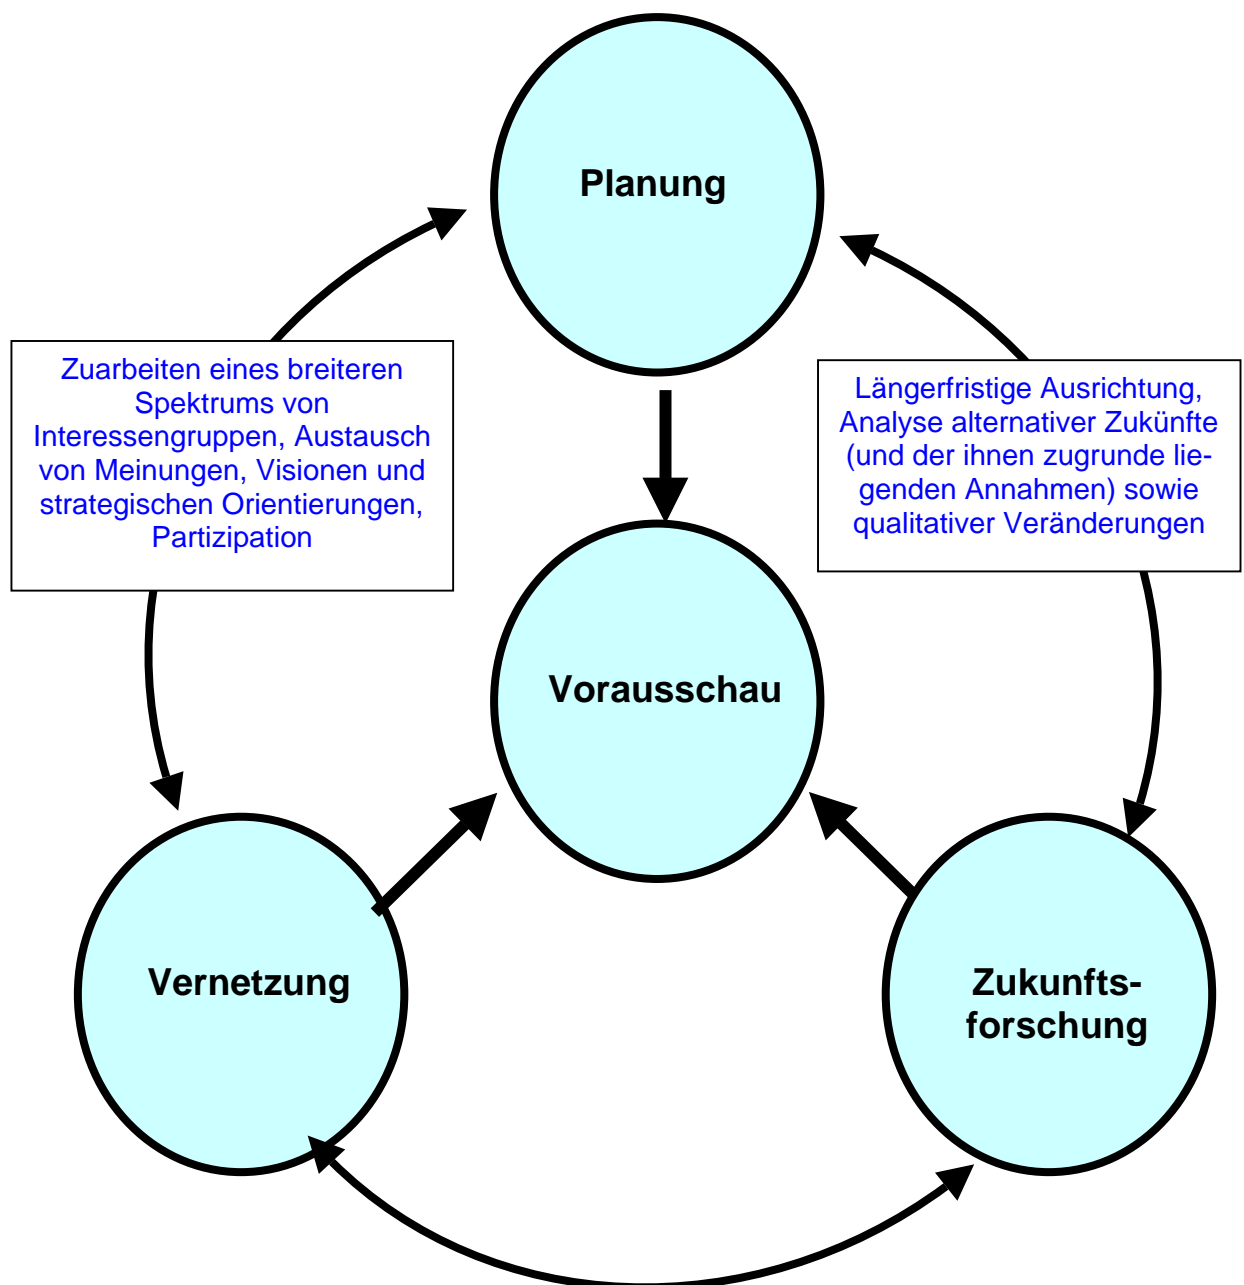 Planung
Zuarbeiten eines breiteren
Spektrums von
Interessengruppen, Austausch
von Meinungen, Visionen und
strategischen Orientierungen,
Partizipation
Längerfristige Ausrichtung,
Analyse alternativer Zukünfte
(und der ihnen zugrunde lie-
genden Annahmen) sowie
qualitativer Veränderungen
Vorausschau
Vernetzung
Zukunfts-
forschung